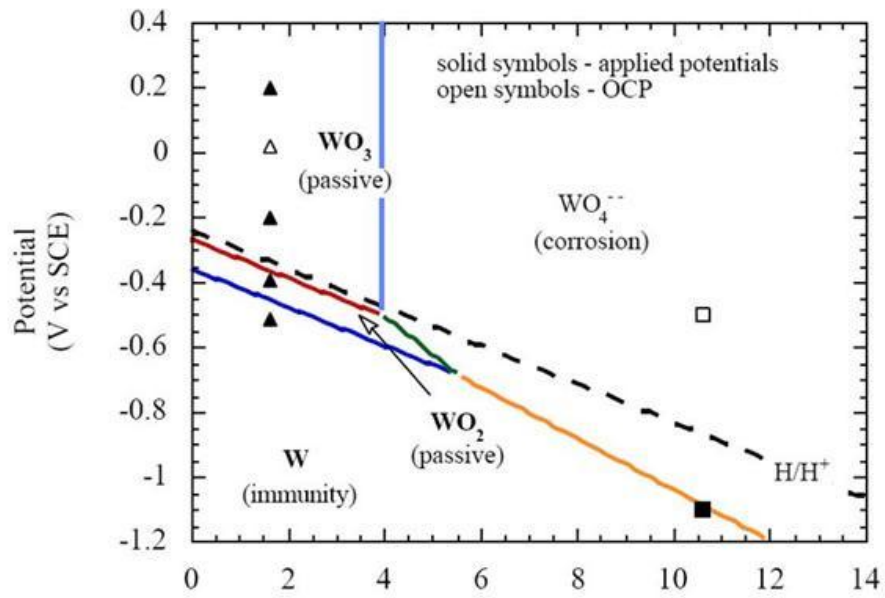 0.4
0.2
0
-0.2
-0.4
-0.6
-0.8
-1
-1.2
Potential
(V vs SCE)
solid symbols - applied potentials
open symbols - OCP
WO3
(passive)
WO4--
(corrosion)
WO2
(passive)
W
(immunity)
H/H+
0 2 4 6 8 10 12 14